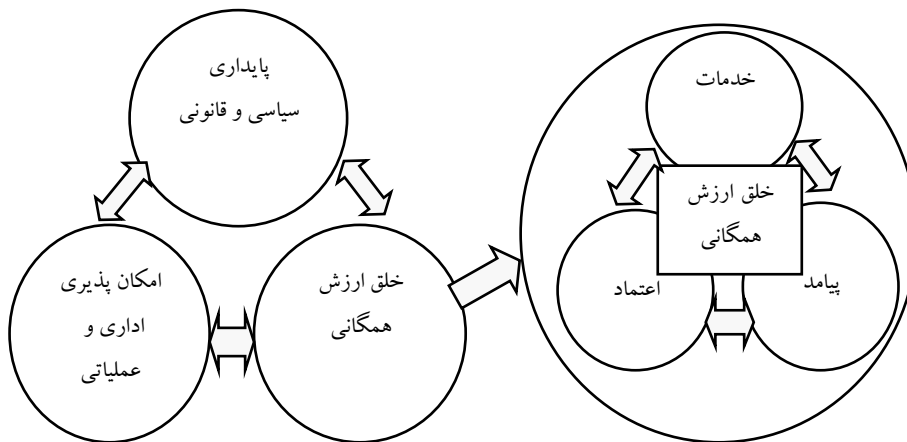 پایداری
سیاسی و قانونی
امکان پذیری
اداری و
عملیاتی
خلق ارزش
همگانی
خدمات
خلق ارزش
همگانی
اعتماد
پیامد